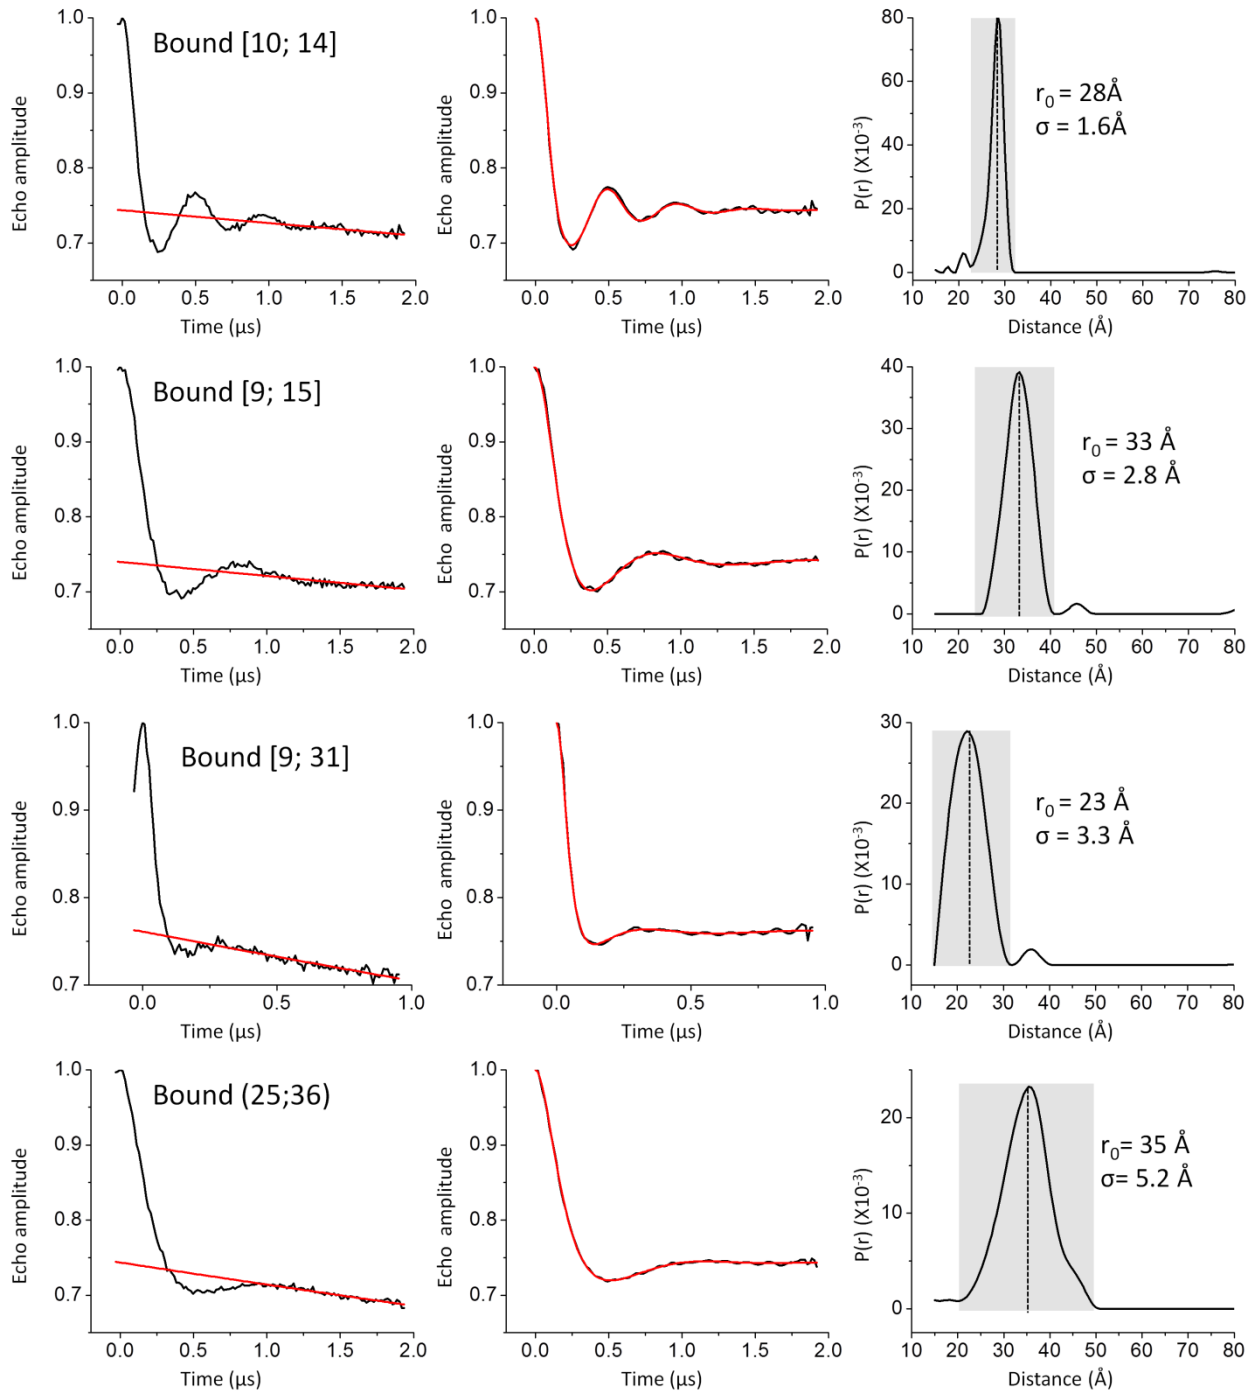 Bound [10; 14]
Echo amplitude
1.0
0.9
0.8
0.7
0.0 0.5 1.0 1.5 2.0
Time (μs)
Echo amplitude
1.0
0.9
0.8
0.7
0.0 0.5 1.0 1.5 2.0
Time (μs)
P(r) (X10⁻³)
80
60
40
20
0
10 20 30 40 50 60 70 80
Distance (Å)
r₀ = 28Å
σ = 1.6Å
Bound [9; 15]
Echo amplitude
1.0
0.9
0.8
0.7
0.0 0.5 1.0 1.5 2.0
Time (μs)
Echo amplitude
1.0
0.9
0.8
0.7
0.0 0.5 1.0 1.5 2.0
Time (μs)
P(r) (X10⁻³)
40
30
20
10
0
10 20 30 40 50 60 70 80
Distance (Å)
r₀ = 33 Å
σ = 2.8 Å
Bound [9; 31]
Echo amplitude
1.0
0.9
0.8
0.7
0.0 0.5 1.0
Time (μs)
Echo amplitude
1.0
0.9
0.8
0.7
0.0 0.5 1.0
Time (μs)
P(r) (X10⁻³)
30
20
10
0
10 20 30 40 50 60 70 80
Distance (Å)
r₀ = 23 Å
σ = 3.3 Å
Bound (25;36)
Echo amplitude
1.0
0.9
0.8
0.7
0.0 0.5 1.0 1.5 2.0
Time (μs)
Echo amplitude
1.0
0.9
0.8
0.7
0.0 0.5 1.0 1.5 2.0
Time (μs)
P(r) (X10⁻³)
20
10
0
10 20 30 40 50 60 70 80
Distance (Å)
r₀= 35 Å
σ= 5.2 Å